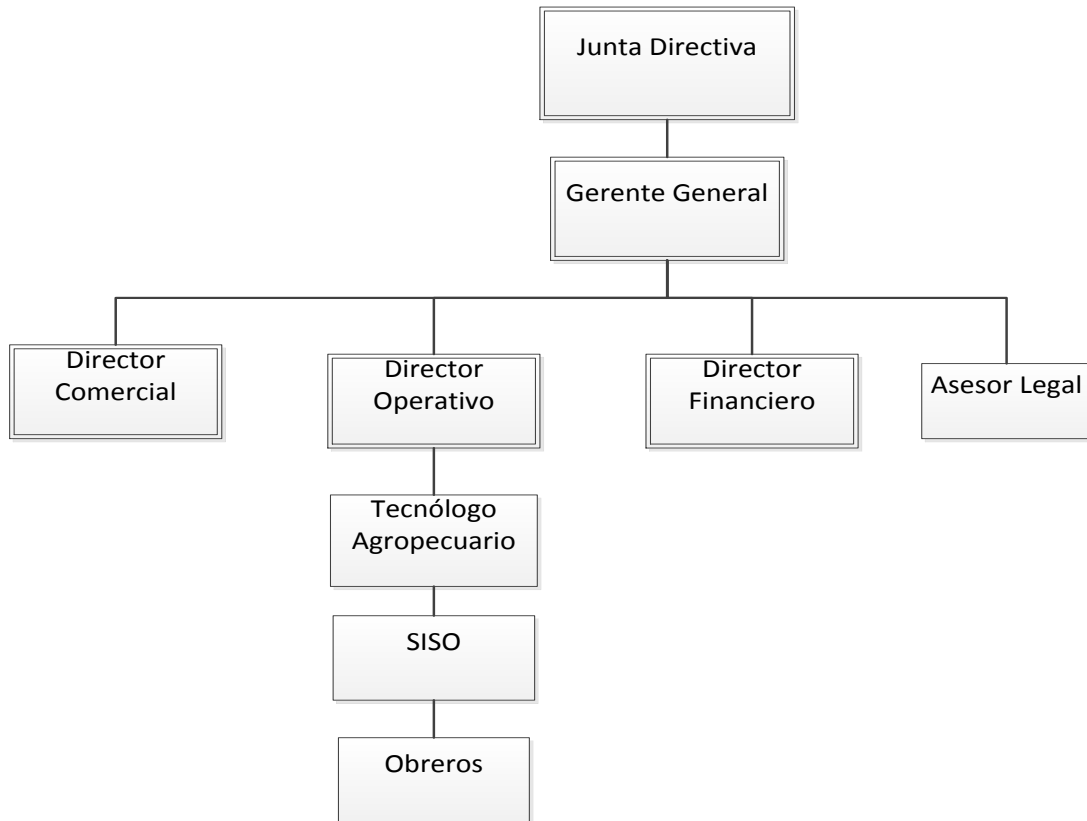 Junta Directiva
Gerente General
Director
Comercial
Director
Operativo
Director
Financiero
Asesor Legal
Tecnólogo
Agropecuario
SISO
Obreros